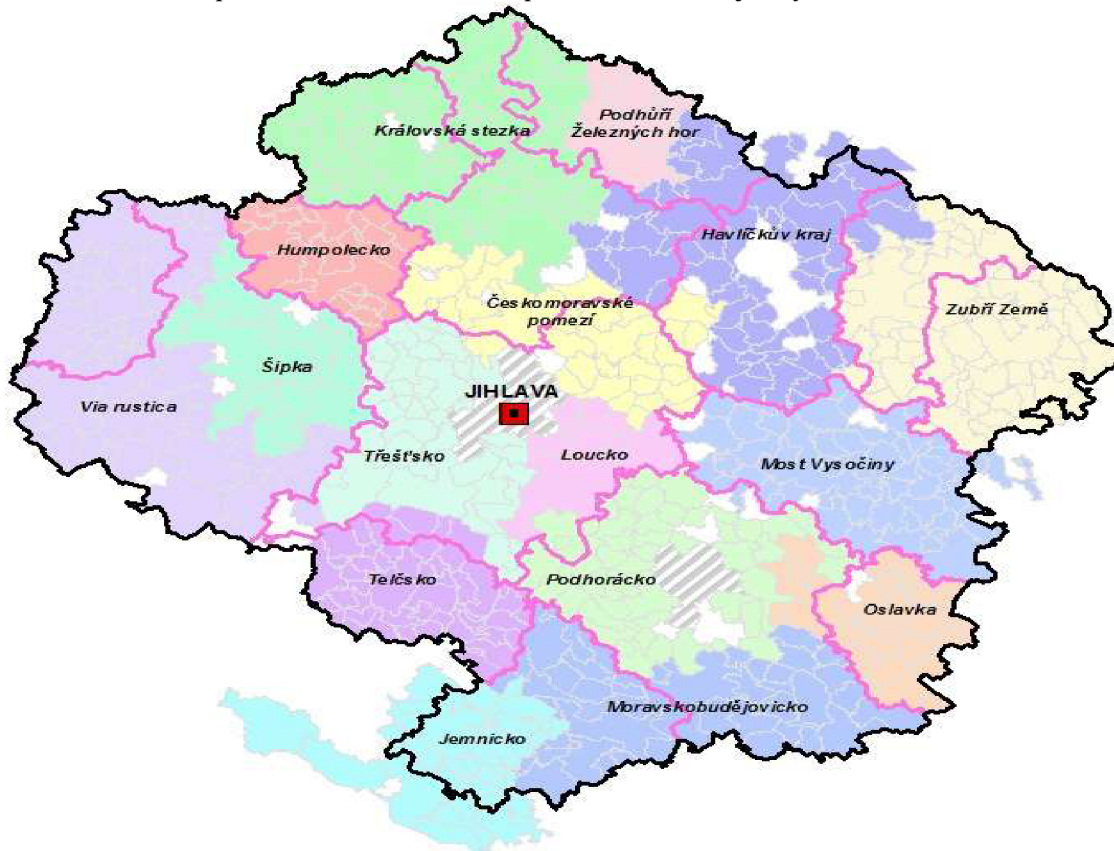 Podhůří
Železných hor
Královská stezka
Havlíčkův kraj
Humpolecko
Českomoravské
pomezí
Zubří Země
Šipka
JIHLAVA
Via rustica
Třešťsko
Loucko
Most Vysočiny
Telčsko
Podhorácko
Oslavka
Moravskobudějovicko
Jemnicko